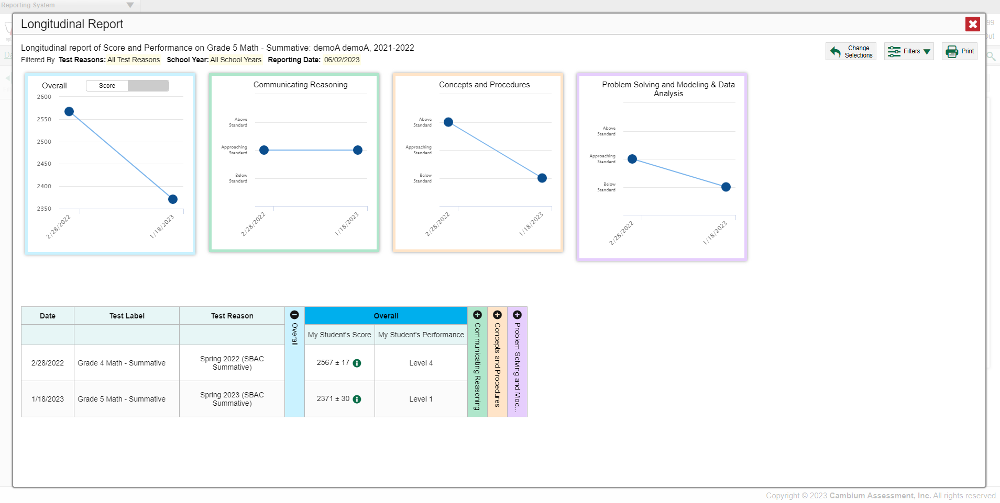 Reporting System
Longitudinal Report
Longitudinal report of Score and Performance on Grade 5 Math - Summative: demoA demoA, 2021-2022
Filtered By Test Reasons: All Test Reasons School Year: All School Years Reporting Date: 06/02/2023
Change
Selections
Filters
Print
Overall
Score
2600
2550
2500
2450
2400
2350
2/28/2022
1/18/2023
Communicating Reasoning
Above
Standard
Approaching
Standard
Below
Standard
2/28/2022
1/18/2023
Concepts and Procedures
Above
Standard
Approaching
Standard
Below
Standard
2/28/2022
1/18/2023
Problem Solving and Modeling & Data
Analysis
Above
Standard
Approaching
Standard
Below
Standard
2/28/2022
1/18/2023
Date
Test Label
Test Reason
Overall
Overall
My Student's Score
My Student's Performance
Communicating Reasoning
Concepts and Procedures
Problem Solving and Mod...
2/28/2022
Grade 4 Math - Summative
Spring 2022 (SBAC
Summative)
2567 ± 17
Level 4
1/18/2023
Grade 5 Math - Summative
Spring 2023 (SBAC
Summative)
2371 ± 30
Level 1
Copyright © 2023 Cambium Assessment, Inc. All rights reserved.